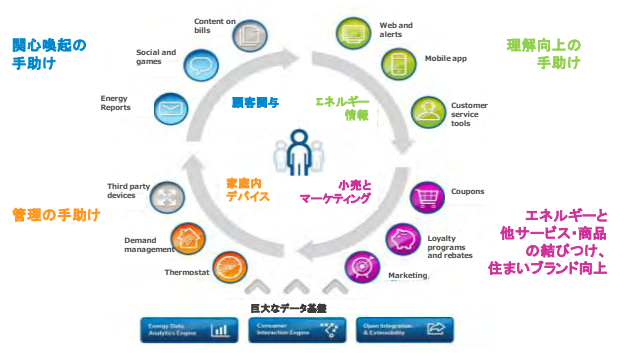 関心喚起の
手助け
Content on
bills
Social and
games
Energy
Reports
顧客関与
Web and
alerts
Mobile app
Customer
service
tools
エネルギー
情報
理解向上の
手助け
管理の手助け
Third party
devices
Demand
management
Thermostat
家庭内
デバイス
小売と
マーケティング
Coupons
Loyalty
programs
and rebates
Marketing
エネルギーと
他サービス・商品
の結びつけ、
住まいブランド向上
巨大なデータ基盤
Energy Data
Analytics Engine
Consumer
Interaction Engine
Open Integration
& Extensibility